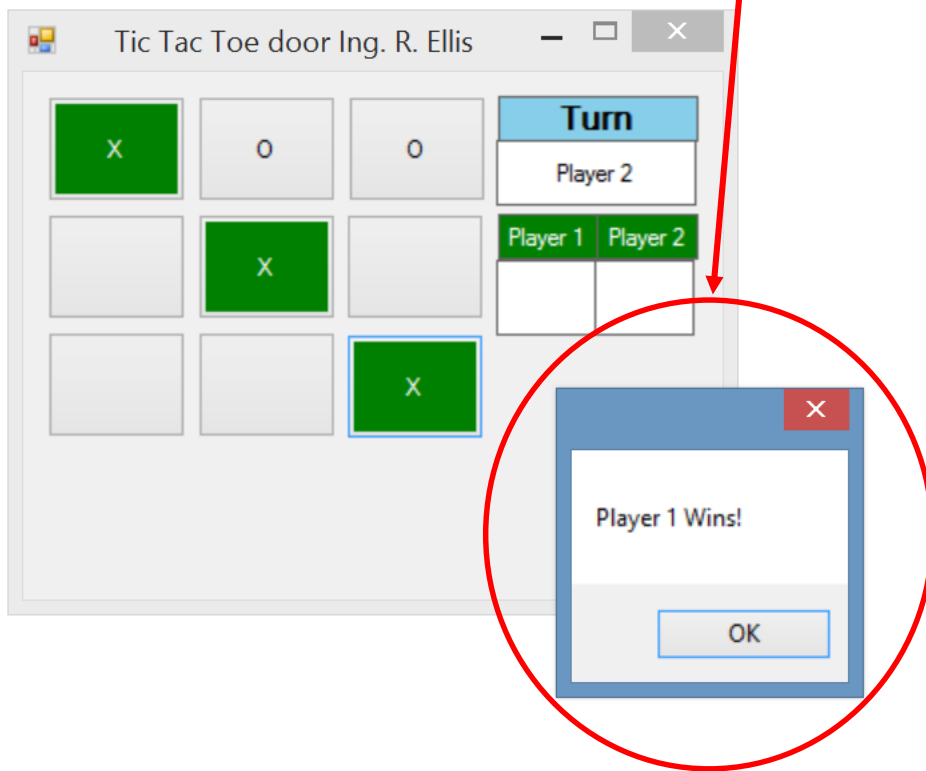 Tic Tac Toe door Ing. R. Ellis
X O O
Turn
Player 2
Player 1 Player 2
X
X
Player 1 Wins!
OK